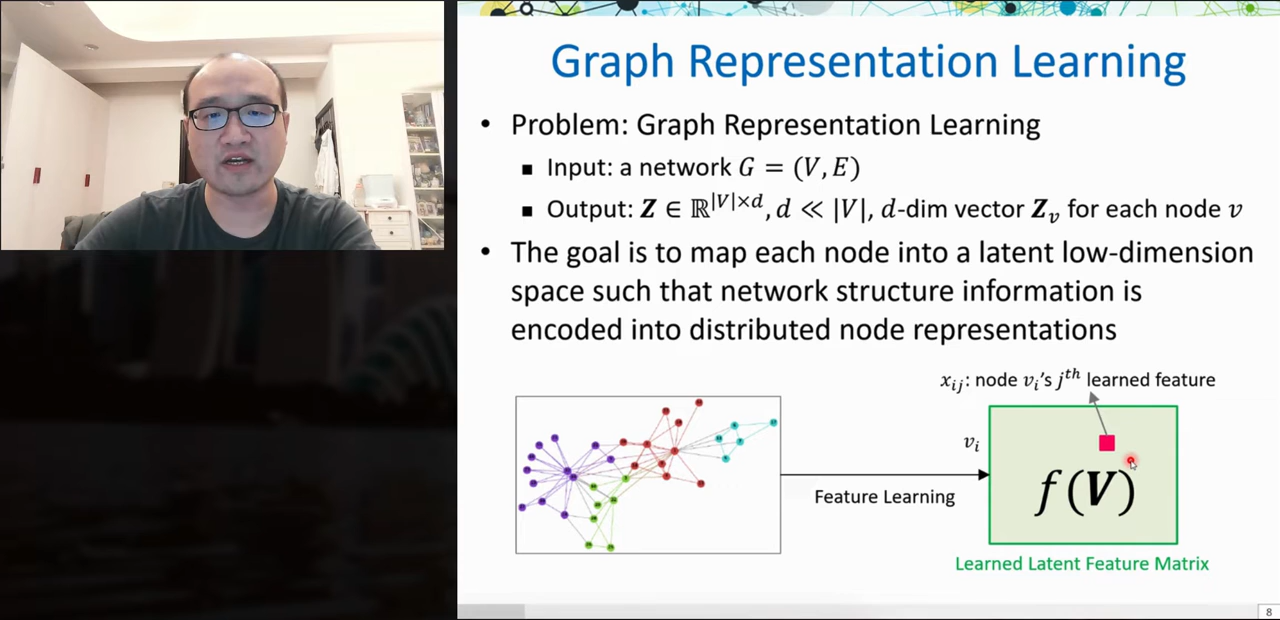 Graph Representation Learning
• Problem: Graph Representation Learning
▪ Input: a network G = (V, E)
▪ Output: Z ∈ ℝ^{|V|×d}, d ≪ |V|, d-dim vector Z_v for each node v
• The goal is to map each node into a latent low-dimension
space such that network structure information is
encoded into distributed node representations
x_{ij}: node v_i's j^{th} learned feature
v_i
f(V)
Feature Learning
Learned Latent Feature Matrix
8